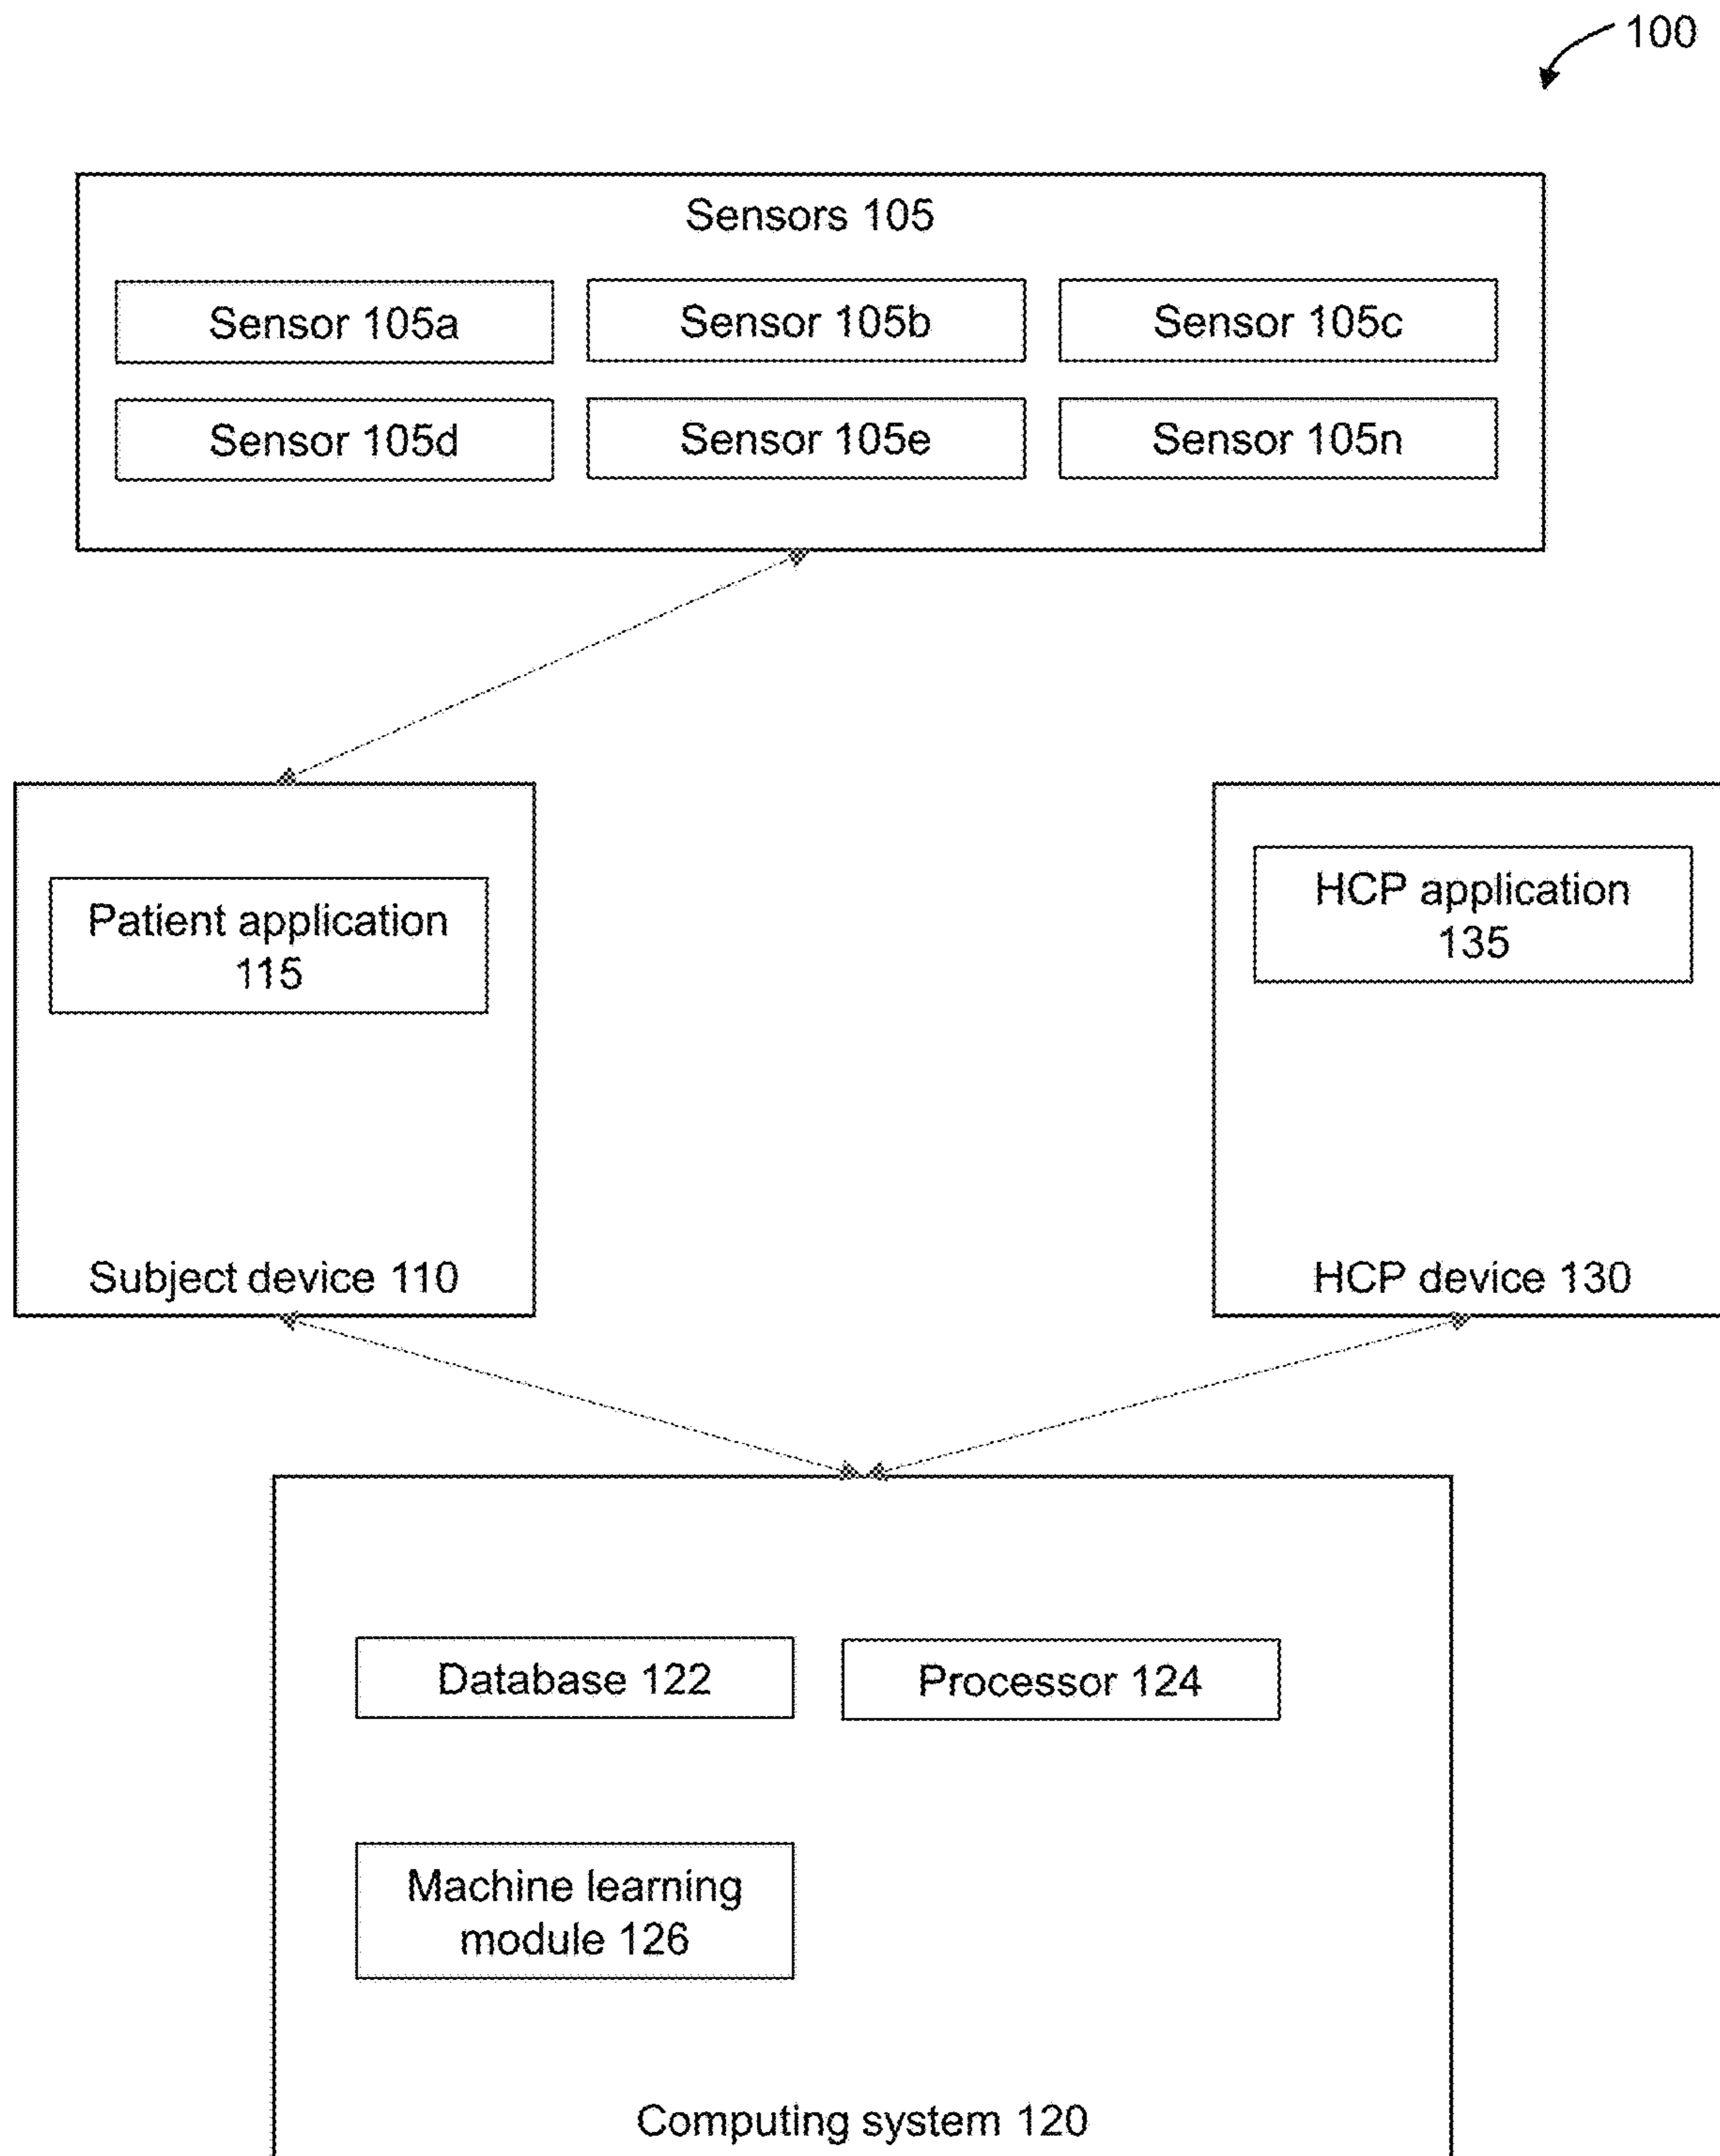 100
Sensors 105
Sensor 105a
Sensor 105b
Sensor 105c
Sensor 105d
Sensor 105e
Sensor 105n
Patient application
115
Subject device 110
HCP application
135
HCP device 130
Database 122
Processor 124
Machine learning
module 126
Computing system 120